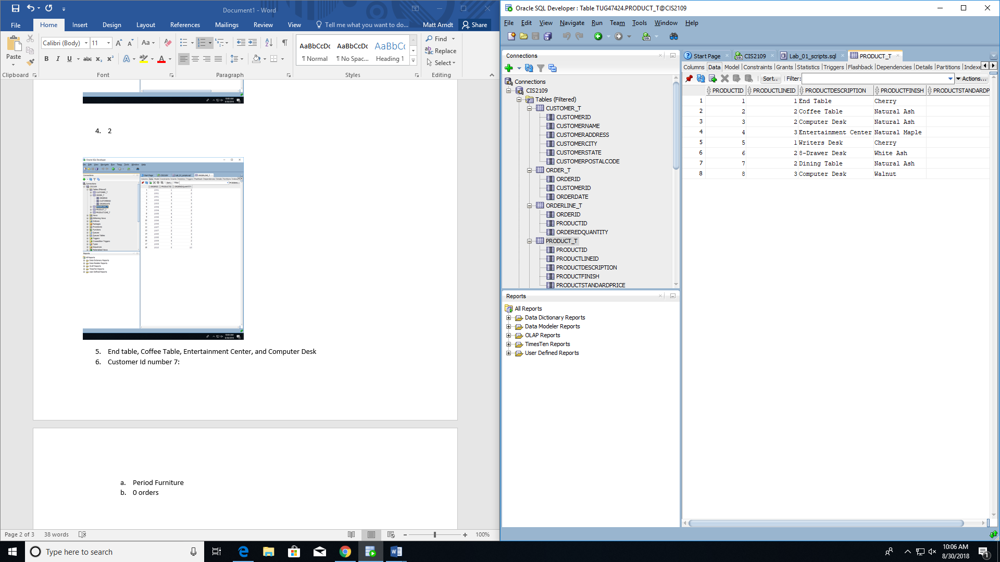 Document1 - Word
File Home Insert Design Layout References Mailings Review View Tell me what you want to do... Matt Arndt Share
Paste
Calibri (Body) 11
Find
Replace
Select
AaBbCcDc AaBbCcDc AaBbCc
¶ Normal ¶ No Spac... Heading 1
Clipboard Font Paragraph Styles Editing
4. 2
5. End table, Coffee Table, Entertainment Center, and Computer Desk
6. Customer Id number 7:
a. Period Furniture
b. 0 orders
Page 2 of 3 38 words 100%
Oracle SQL Developer : Table TUG47424.PRODUCT_T@CIS2109
File Edit View Navigate Run Team Tools Window Help
Connections
Connections
CIS2109
Tables (Filtered)
CUSTOMER_T
CUSTOMERID
CUSTOMERNAME
CUSTOMERADDRESS
CUSTOMERCITY
CUSTOMERSTATE
CUSTOMERPOSTALCODE
ORDER_T
ORDERID
CUSTOMERID
ORDERDATE
ORDERLINE_T
ORDERID
PRODUCTID
ORDEREDQUANTITY
PRODUCT_T
PRODUCTID
PRODUCTLINEID
PRODUCTDESCRIPTION
PRODUCTFINISH
PRODUCTSTANDARDPRICE
Reports
All Reports
Data Dictionary Reports
Data Modeler Reports
OLAP Reports
TimesTen Reports
User Defined Reports
Start Page CIS2109 Lab_01_scripts.sql PRODUCT_T
Columns Data Model Constraints Grants Statistics Triggers Flashback Dependencies Details Partitions Indexe
Sort.. Filter: Actions...
PRODUCTID PRODUCTLINEID PRODUCTDESCRIPTION PRODUCTFINISH PRODUCTSTANDARDP
1 1 1 End Table Cherry
2 2 2 Coffee Table Natural Ash
3 3 2 Computer Desk Natural Ash
4 4 3 Entertainment Center Natural Maple
5 5 1 Writers Desk Cherry
6 6 2 8-Drawer Desk White Ash
7 7 2 Dining Table Natural Ash
8 8 3 Computer Desk Walnut
Type here to search
10:06 AM
8/30/2018